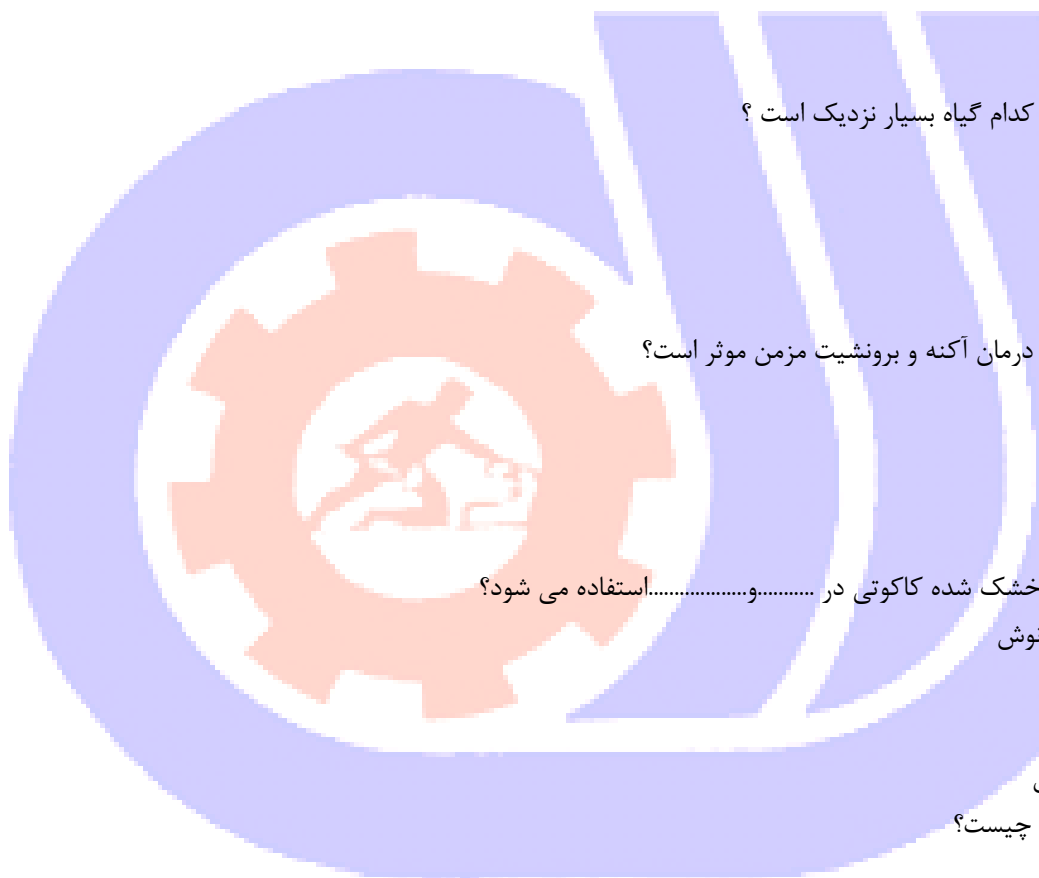 کدام گیاه بسیار نزدیک است ؟
درمان آکنه و برونشیت مزمن موثر است؟
خشک شده کاکوتی در ...........و...................استفاده می شود؟
نوش
چیست؟